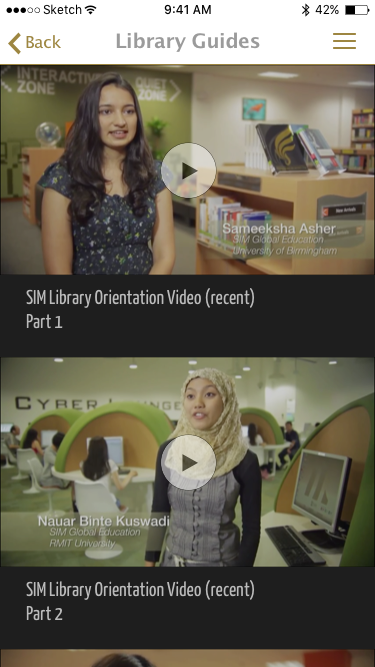 Sketch
9:41 AM
42%
Back
Library Guides
INTERACTIVE ZONE
QUIET ZONE
Sameeksha Asher
SIM Global Education
University of Birmingham
SIM Library Orientation Video (recent)
Part 1
CYBER LOUNGE
Nauar Binte Kuswadi
SIM Global Education
RMIT University
SIM Library Orientation Video (recent)
Part 2